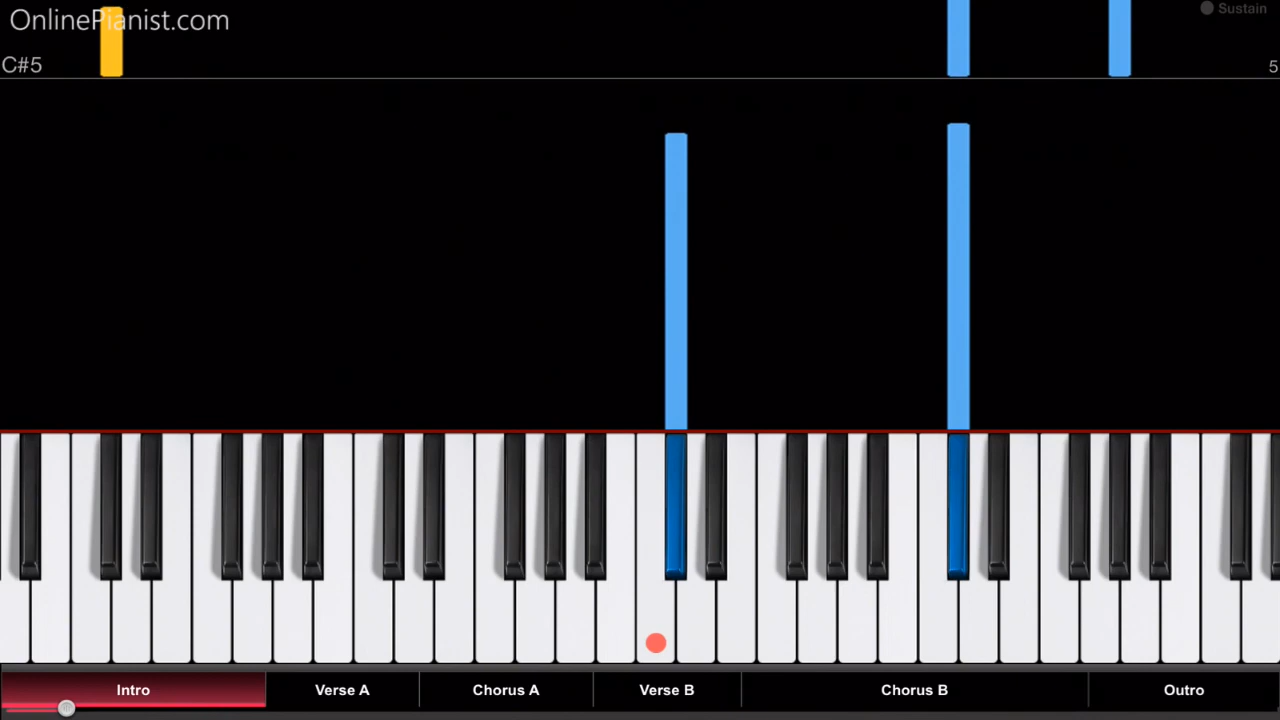 OnlinePianist.com
Sustain
C#5
5
Intro
Verse A
Chorus A
Verse B
Chorus B
Outro